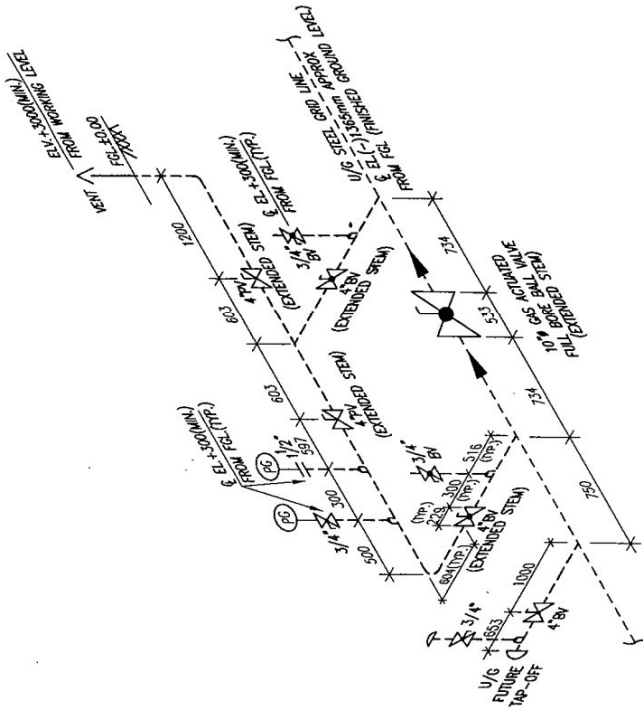 ELV.+3000(MIN.)
FROM WORKING LEVEL
VENT
FGL ±0.00
1200
603
603
597
300
500
4"PV
(EXTENDED STEM)
℄ EL +300(MIN.)
FROM FGL(TYP.)
3/4"
BV
4"BV
(EXTENDED STEM)
U/G STEEL GRID LINE
℄ EL(-)1365mm APPROX
FROM FGL (FINISHED GROUND LEVEL)
℄ EL +300(MIN.)
FROM FGL(TYP.)
PG
1/2"
PG
3/4"
4"PV
(EXTENDED STEM)
3/4"
BV
516
(TYP.)
300
(TYP.)
229
(TYP.)
4"BV
(EXTENDED STEM)
604(TYP.)
734
533
734
750
10"ø GAS ACTUATED
FULL BORE BALL VALVE
(EXTENDED STEM)
1000
653
3/4"
4"BV
U/G
FUTURE
TAP-OFF